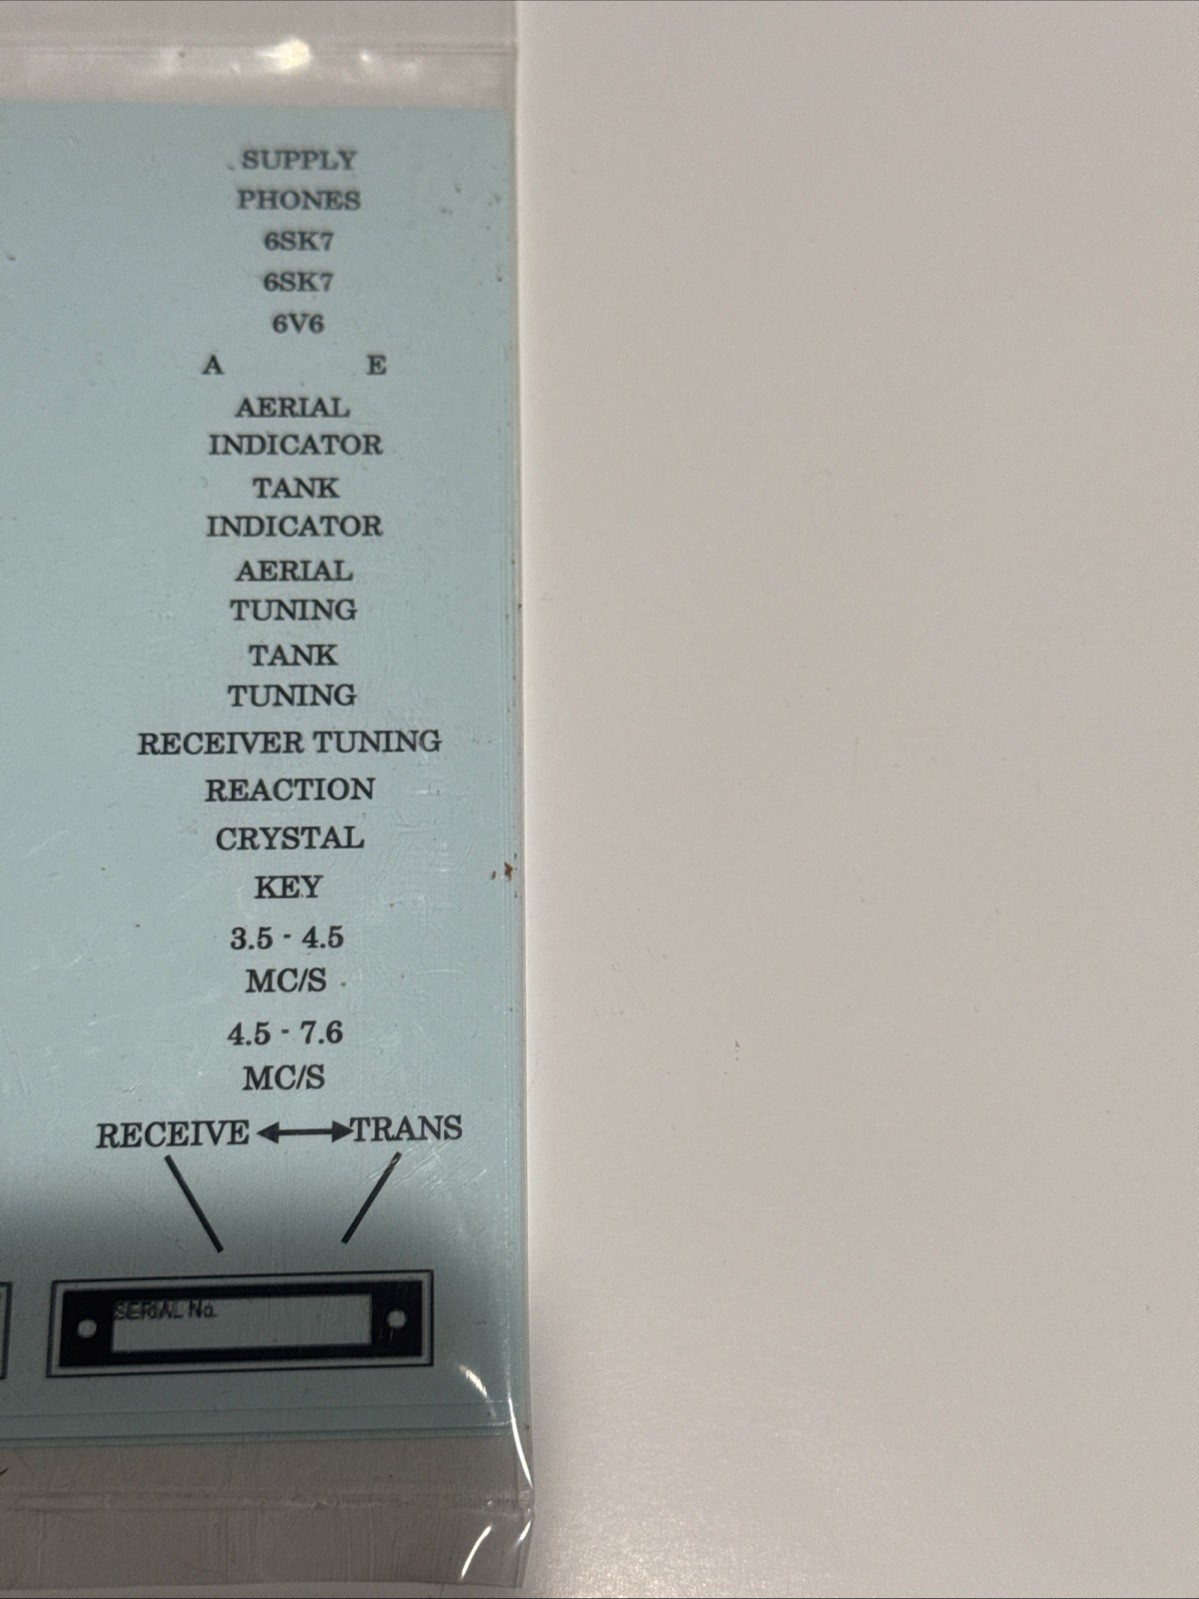 SUPPLY
PHONES
6SK7
6SK7
6V6
A E
AERIAL
INDICATOR
TANK
INDICATOR
AERIAL
TUNING
TANK
TUNING
RECEIVER TUNING
REACTION
CRYSTAL
KEY
3.5 - 4.5
MC/S
4.5 - 7.6
MC/S
RECEIVE TRANS
SERIAL No.